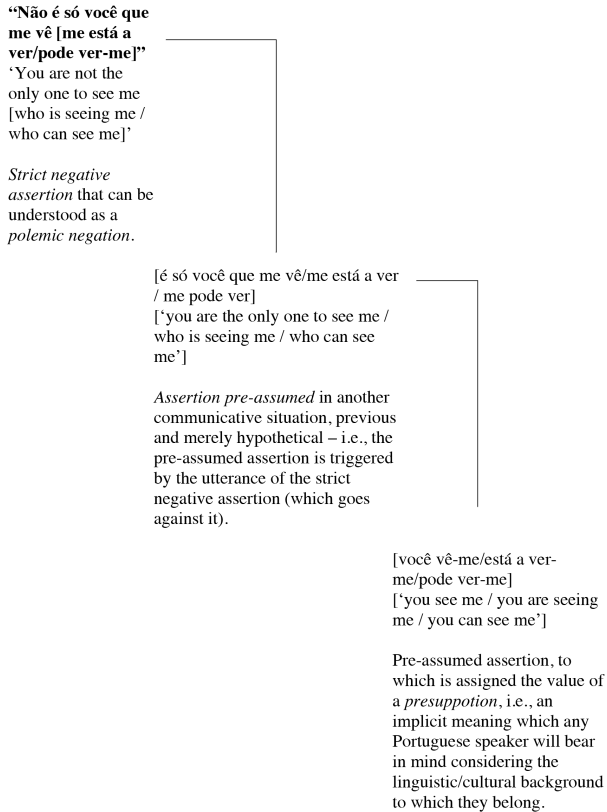 “Não é só você que
me vê [me está a
ver/pode ver-me]”
‘You are not the
only one to see me
[who is seeing me /
who can see me]’
Strict negative
assertion that can be
understood as a
polemic negation.
[é só você que me vê/me está a ver
/ me pode ver]
[‘you are the only one to see me /
who is seeing me / who can see
me’]
Assertion pre-assumed in another
communicative situation, previous
and merely hypothetical – i.e., the
pre-assumed assertion is triggered
by the utterance of the strict
negative assertion (which goes
against it).
[você vê-me/está a ver-
me/pode ver-me]
[‘you see me / you are seeing
me / you can see me’]
Pre-assumed assertion, to
which is assigned the value of
a presuppotion, i.e., an
implicit meaning which any
Portuguese speaker will bear
in mind considering the
linguistic/cultural background
to which they belong.